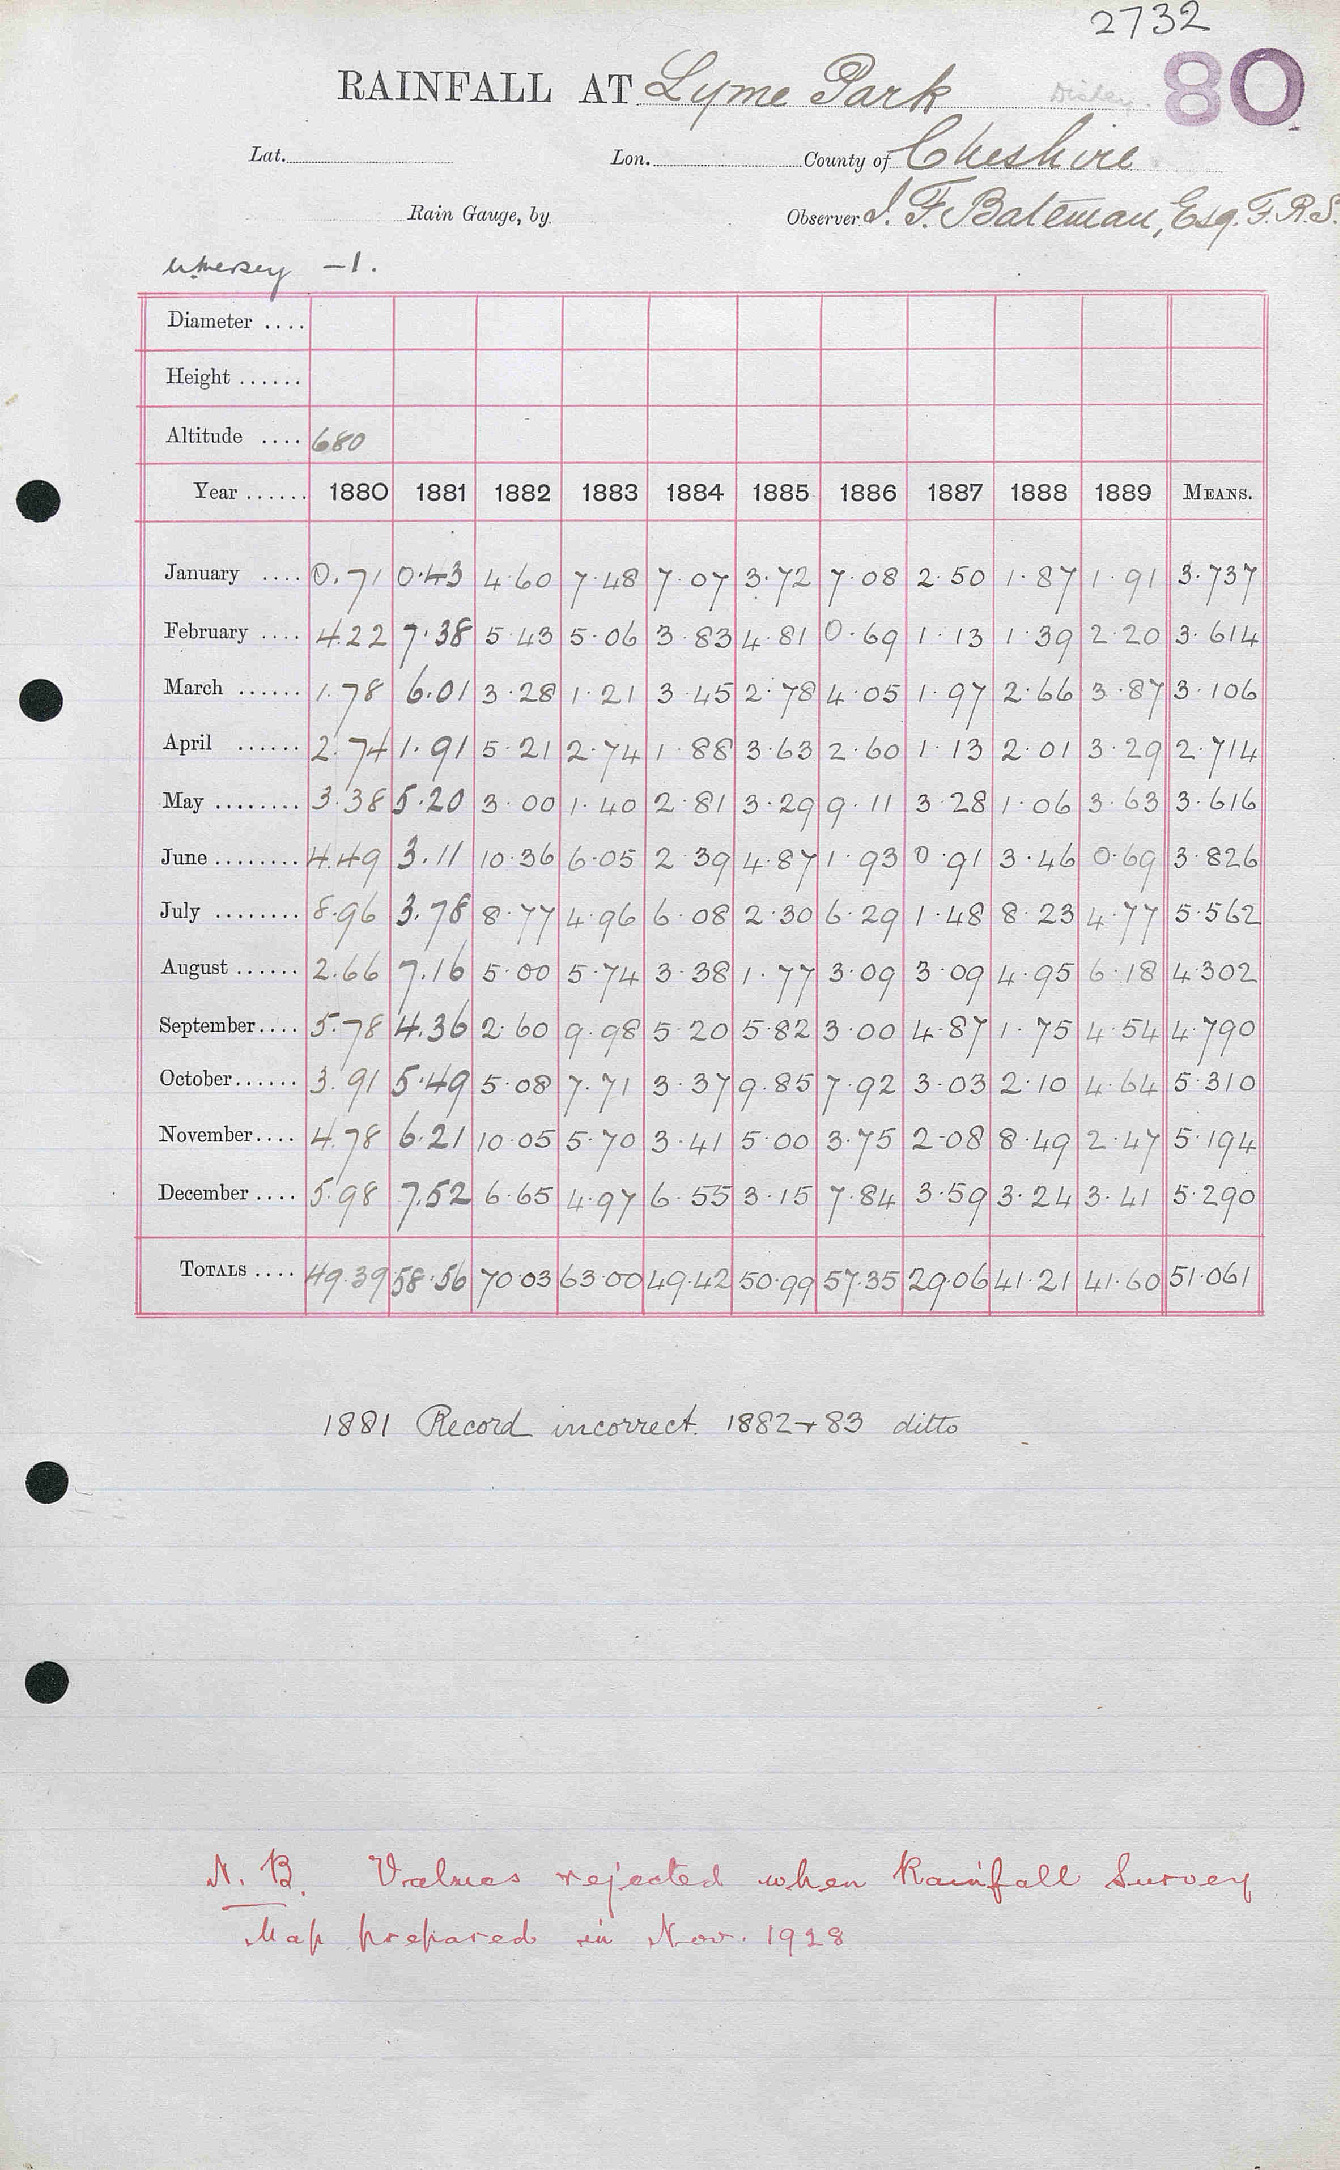 2732
RAINFALL AT Lyme Park Disley. 80
Lat. Lon. County of Cheshire
Rain Gauge, by Observer J. F. Bateman, Esq. F.R.S.
Mersey –1.
Diameter ....
Height ......
Altitude .... 680
Year ...... 1880 1881 1882 1883 1884 1885 1886 1887 1888 1889 MEANS.
January .... 0.71 0.43 4.60 7.48 7.07 3.72 7.08 2.50 1.87 1.91 3.737
February .... 4.22 7.38 5.43 5.06 3.83 4.81 0.69 1.13 1.39 2.20 3.614
March ...... 1.78 6.01 3.28 1.21 3.45 2.78 4.05 1.97 2.66 3.87 3.106
April ...... 2.74 1.91 5.21 2.74 1.88 3.63 2.60 1.13 2.01 3.29 2.714
May ........ 3.38 5.20 3.00 1.40 2.81 3.29 9.11 3.28 1.06 3.63 3.616
June ........ 4.49 3.11 10.36 6.05 2.39 4.87 1.93 0.91 3.46 0.69 3.826
July ........ 8.96 3.78 8.77 4.96 6.08 2.30 6.29 1.48 8.23 4.77 5.562
August ...... 2.66 7.16 5.00 5.74 3.38 1.77 3.09 3.09 4.95 6.18 4.302
September.... 5.78 4.36 2.60 9.98 5.20 5.82 3.00 4.87 1.75 4.54 4.790
October...... 3.91 5.49 5.08 7.71 3.37 9.85 7.92 3.03 2.10 4.64 5.310
November.... 4.78 6.21 10.05 5.70 3.41 5.00 3.75 2.08 8.49 2.47 5.194
December .... 5.98 7.52 6.65 4.97 6.55 3.15 7.84 3.59 3.24 3.41 5.290
TOTALS .... 49.39 58.56 70.03 63.00 49.42 50.99 57.35 29.06 41.21 41.60 51.061
1881 Record incorrect. 1882 + 83 ditto
N. B. Values rejected when Rainfall Survey
Map prepared in Nov. 1928